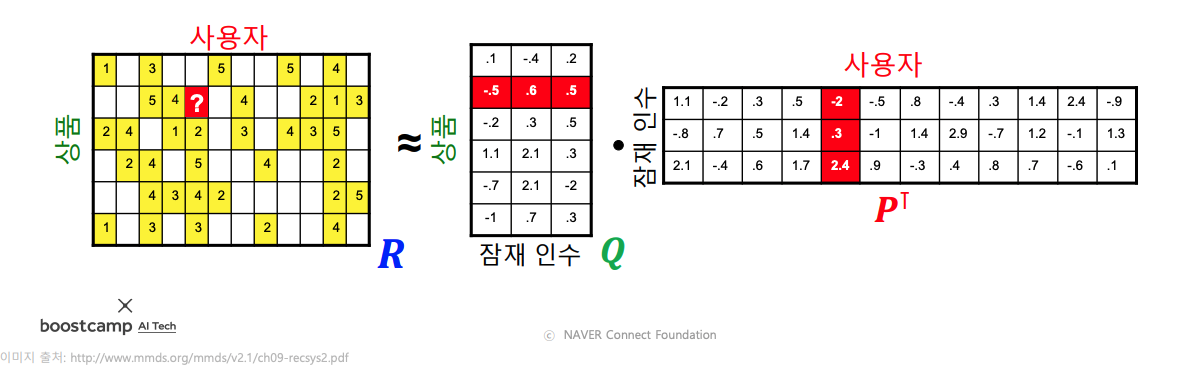 사용자
상품
1 3 5 5 4
5 4 ? 4 2 1 3
2 4 1 2 3 4 3 5
2 4 5 4 2
4 3 4 2 2 5
1 3 3 2 4
R
≈
상품
.1 -.4 .2
-.5 .6 .5
-.2 .3 .5
1.1 2.1 .3
-.7 2.1 -2
-1 .7 .3
잠재 인수
Q
•
사용자
잠재 인수
1.1 -.2 .3 .5 -2 -.5 .8 -.4 .3 1.4 2.4 -.9
-.8 .7 .5 1.4 .3 -1 1.4 2.9 -.7 1.2 -.1 1.3
2.1 -.4 .6 1.7 2.4 .9 -.3 .4 .8 .7 -.6 .1
P⊺
boostcamp AI Tech
ⓒ NAVER Connect Foundation
이미지 출처: http://www.mmds.org/mmds/v2.1/ch09-recsys2.pdf